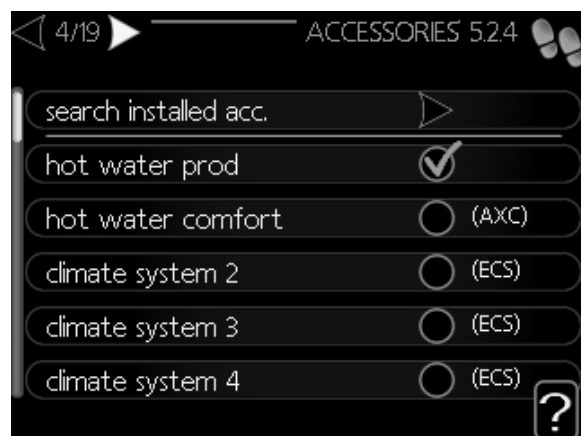 4/19 ACCESSORIES 5.2.4
search installed acc.
hot water prod
hot water comfort (AXC)
climate system 2 (ECS)
climate system 3 (ECS)
climate system 4 (ECS)
?